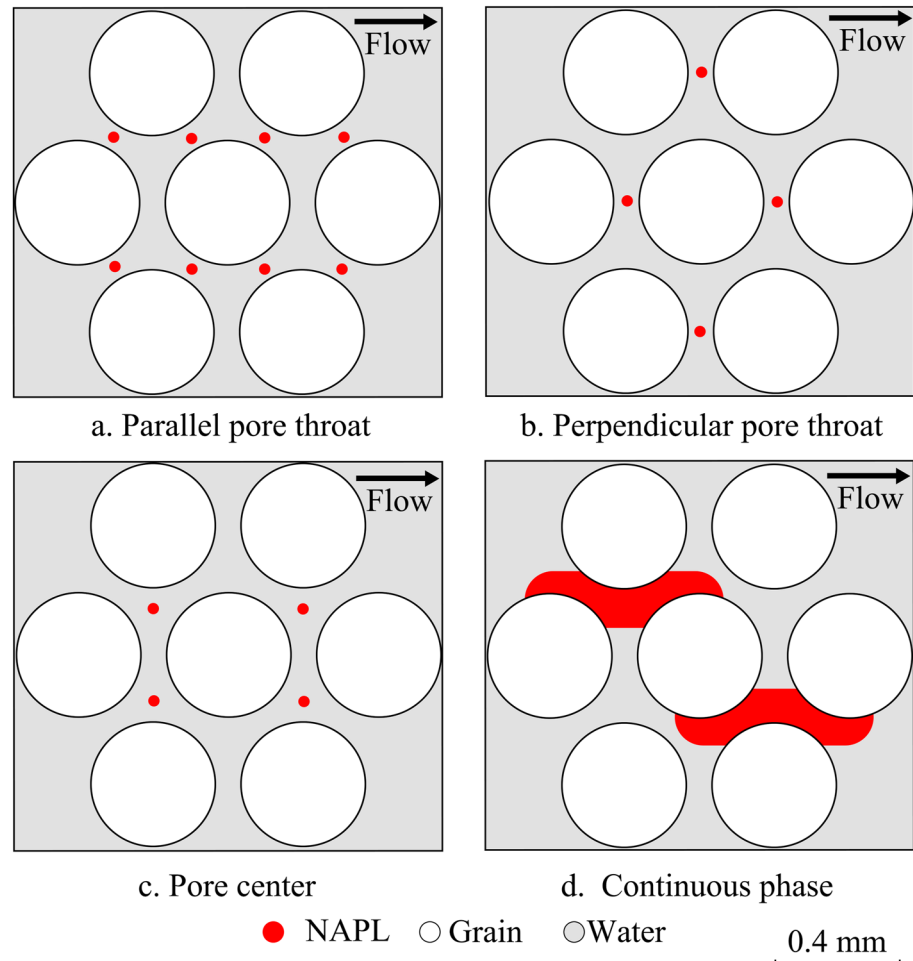 Flow
Flow
a. Parallel pore throat
b. Perpendicular pore throat
Flow
Flow
c. Pore center
d. Continuous phase
NAPL Grain Water
0.4 mm